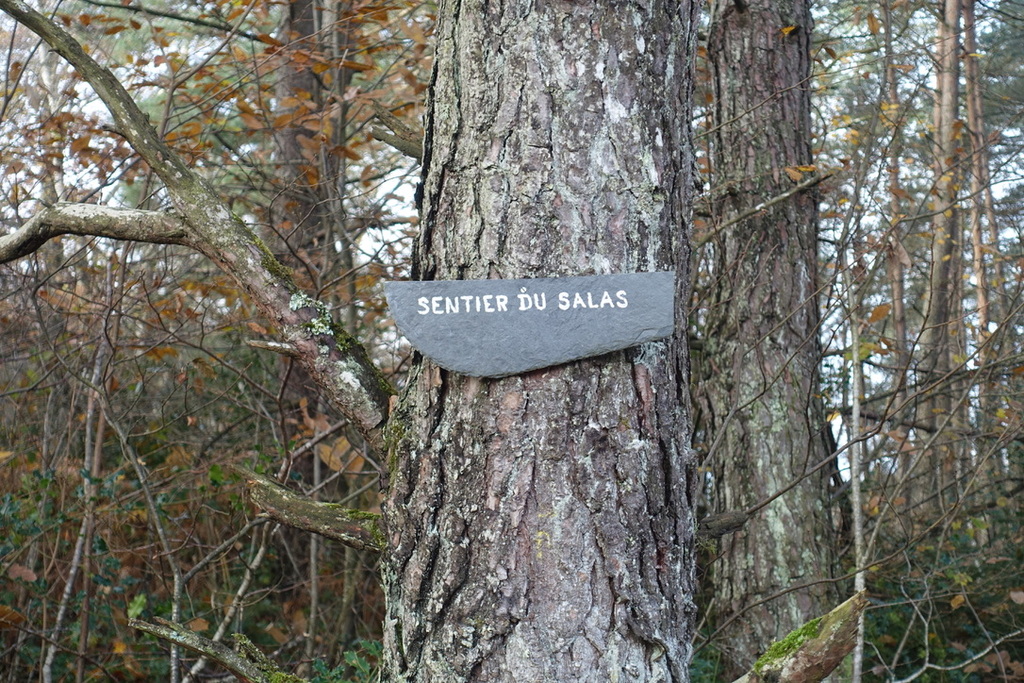 SENTIER DU SALAS